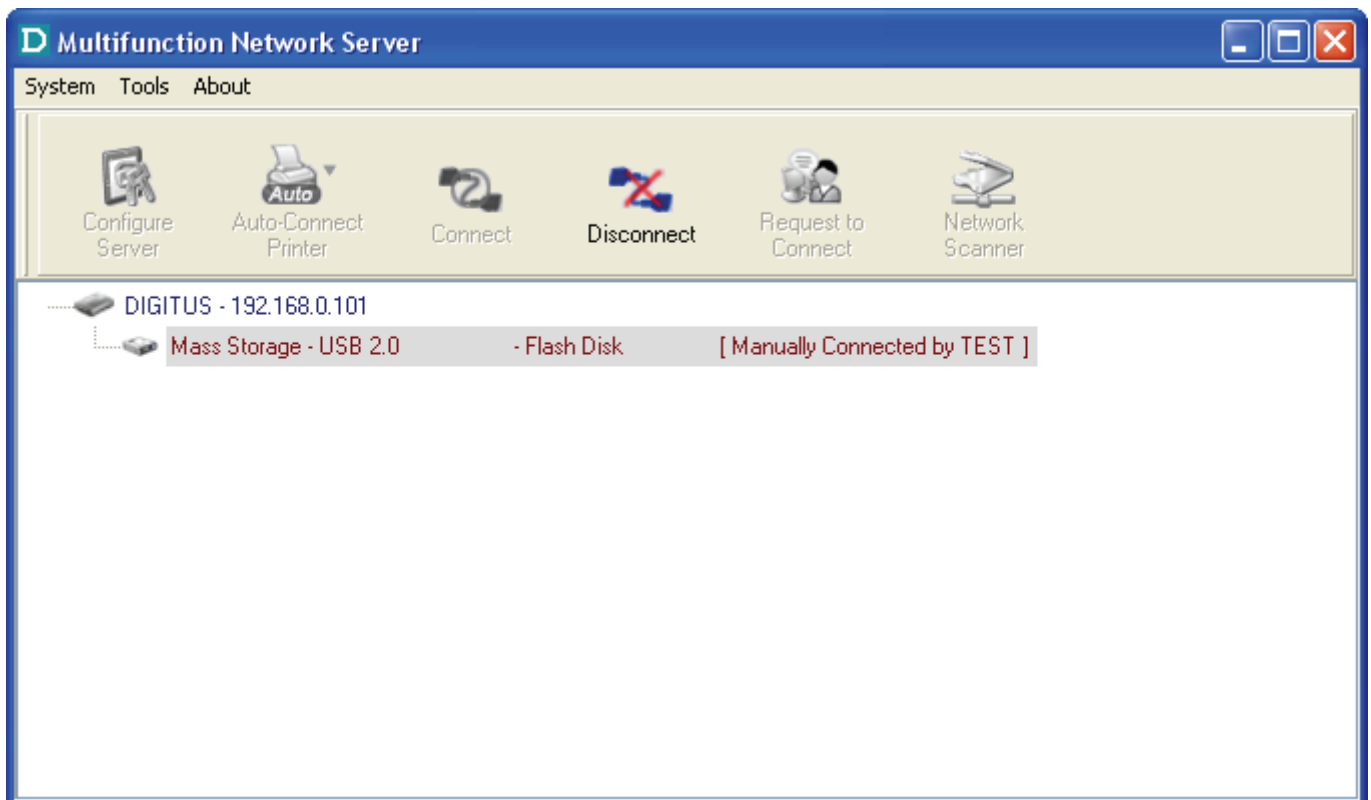 D Multifunction Network Server
System Tools About
Configure Server
Auto Auto-Connect Printer
Connect
Disconnect
Request to Connect
Network Scanner
DIGITUS - 192.168.0.101
Mass Storage - USB 2.0 - Flash Disk [ Manually Connected by TEST ]